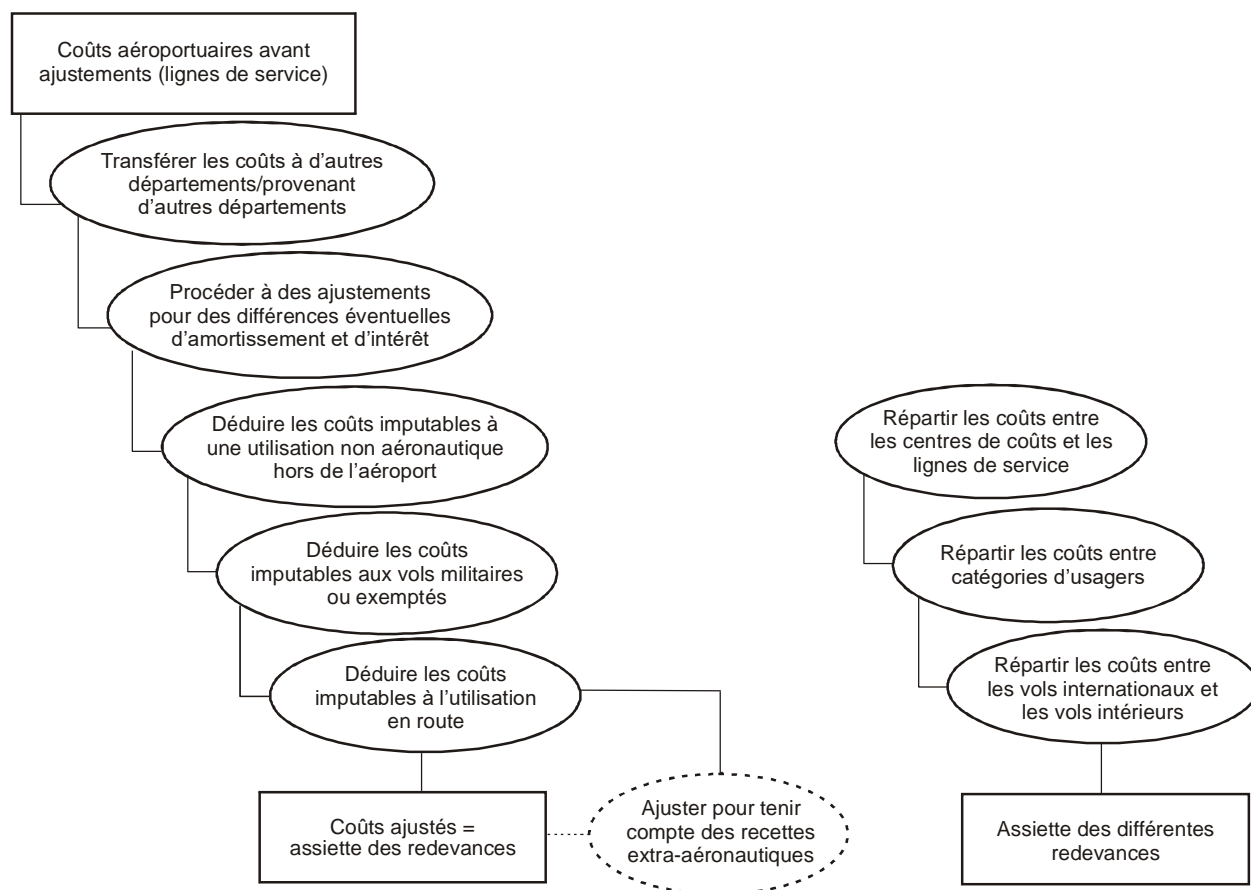 Coûts aéroportuaires avant
ajustements (lignes de service)
Transférer les coûts à d’autres
départements/provenant
d’autres départements
Procéder à des ajustements
pour des différences éventuelles
d’amortissement et d’intérêt
Déduire les coûts imputables à
une utilisation non aéronautique
hors de l’aéroport
Déduire les coûts
imputables aux vols militaires
ou exemptés
Déduire les coûts
imputables à l’utilisation
en route
Coûts ajustés =
assiette des redevances
Ajuster pour tenir
compte des recettes
extra-aéronautiques
Répartir les coûts entre
les centres de coûts et les
lignes de service
Répartir les coûts entre
catégories d’usagers
Répartir les coûts entre
les vols internationaux et
les vols intérieurs
Assiette des différentes
redevances